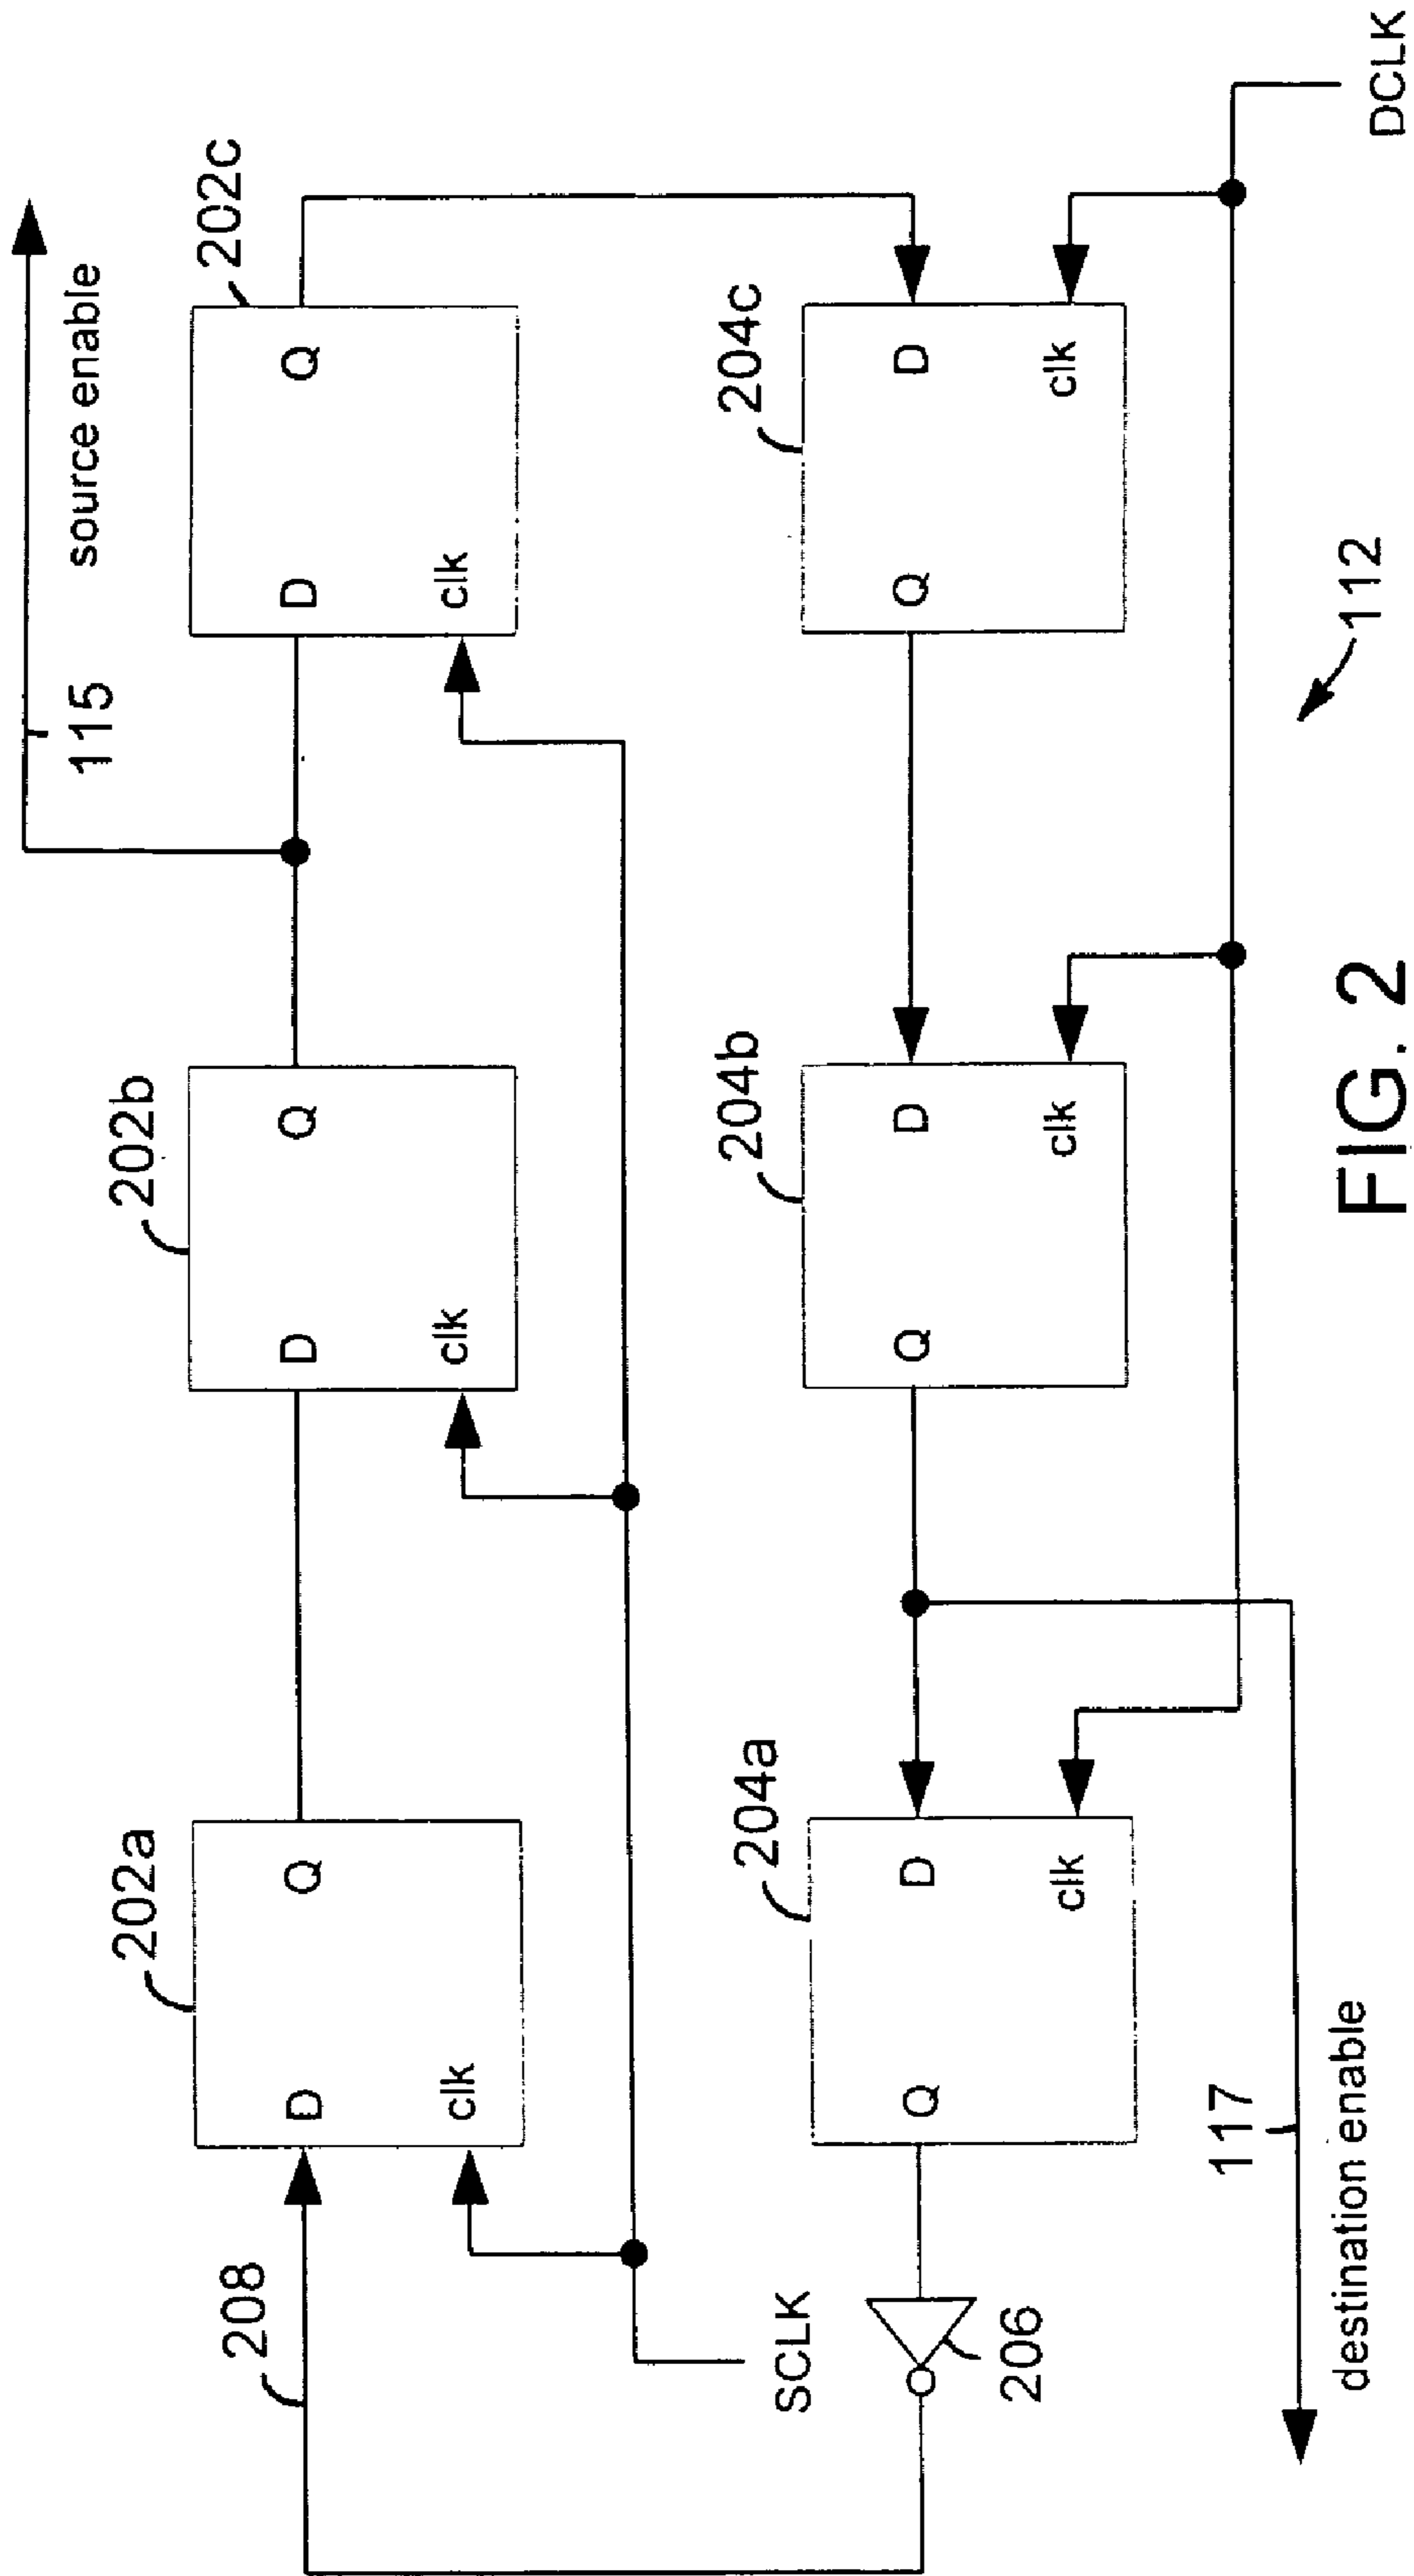 115
source enable
202a
D
Q
clk
202b
D
Q
clk
202c
D
Q
clk
208
SCLK
204a
Q
D
clk
204b
Q
D
clk
204c
Q
D
clk
206
117
destination enable
112
DCLK
FIG. 2